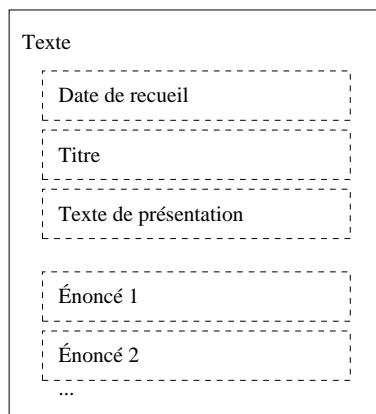 Texte
Date de recueil
Titre
Texte de présentation
Énoncé 1
Énoncé 2
...